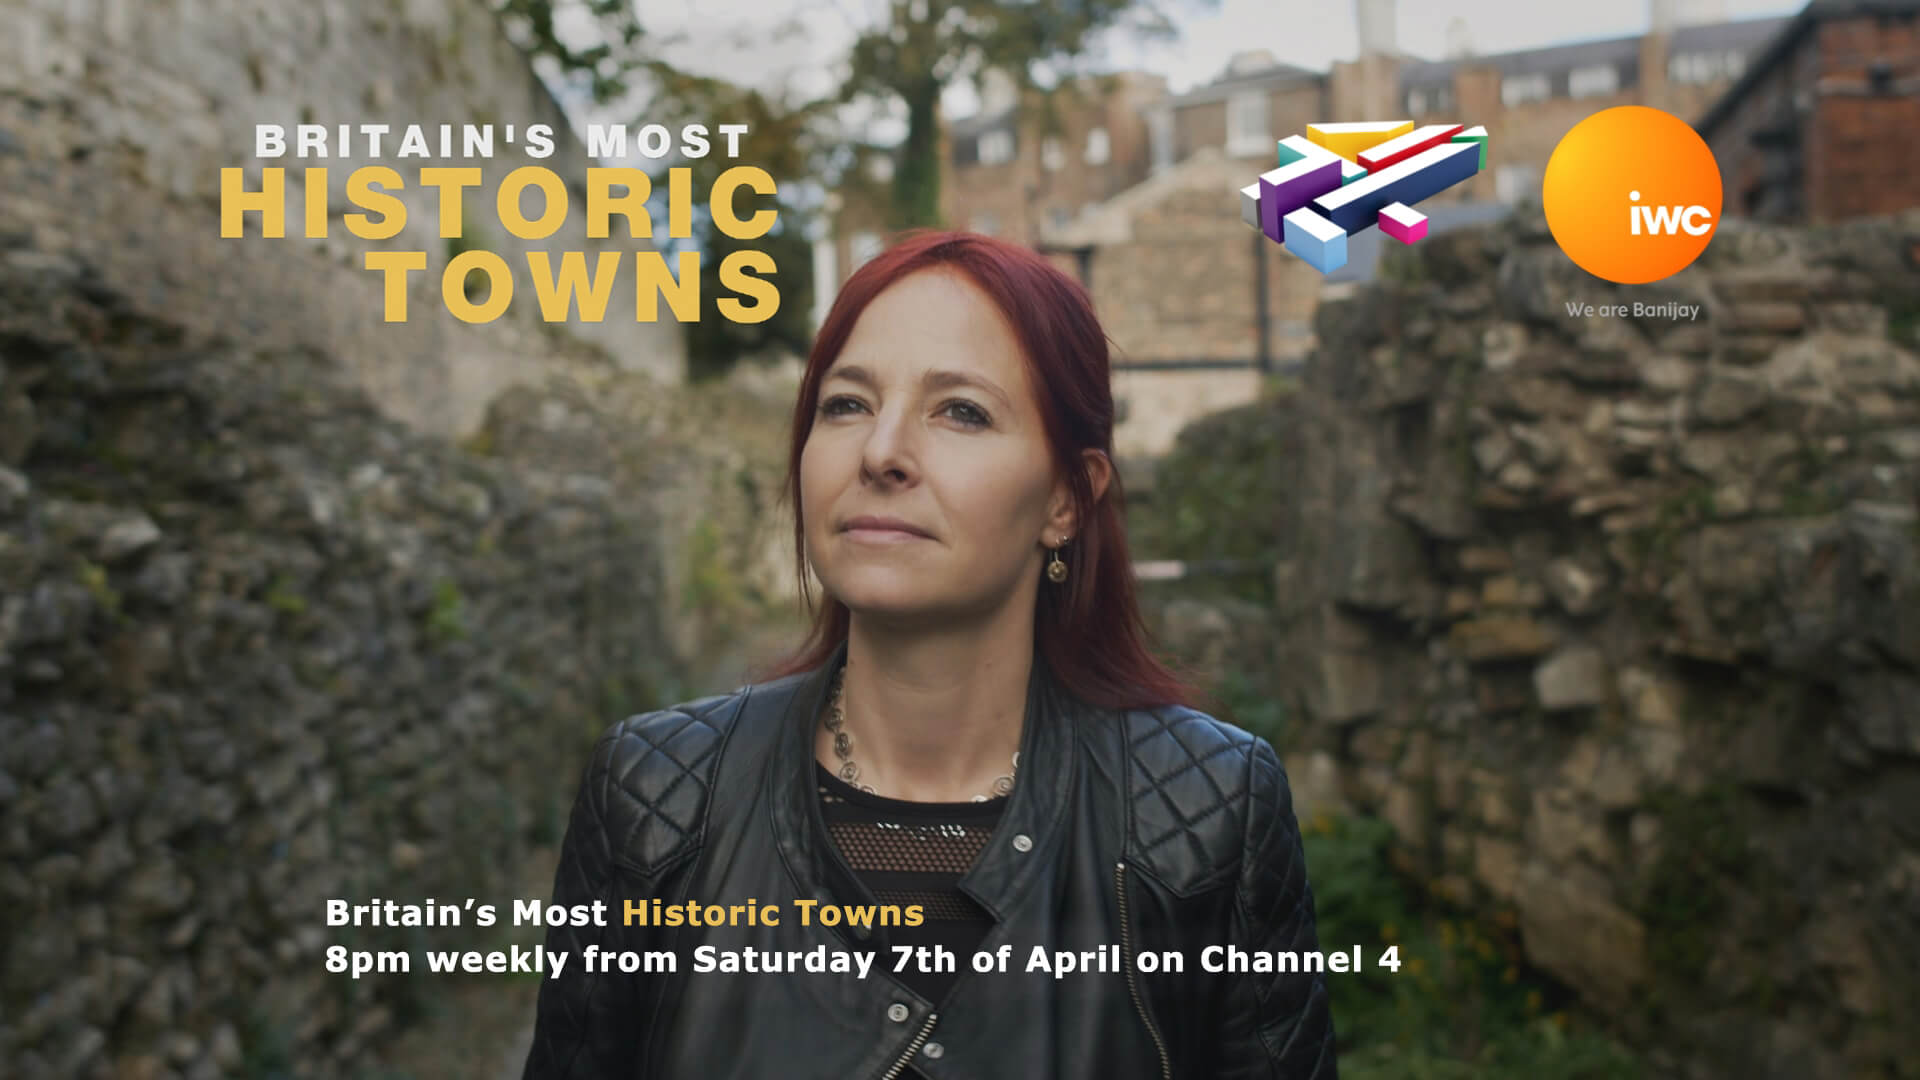 BRITAIN'S MOST
HISTORIC
TOWNS
iwc
We are Banijay
Britain’s Most Historic Towns
8pm weekly from Saturday 7th of April on Channel 4